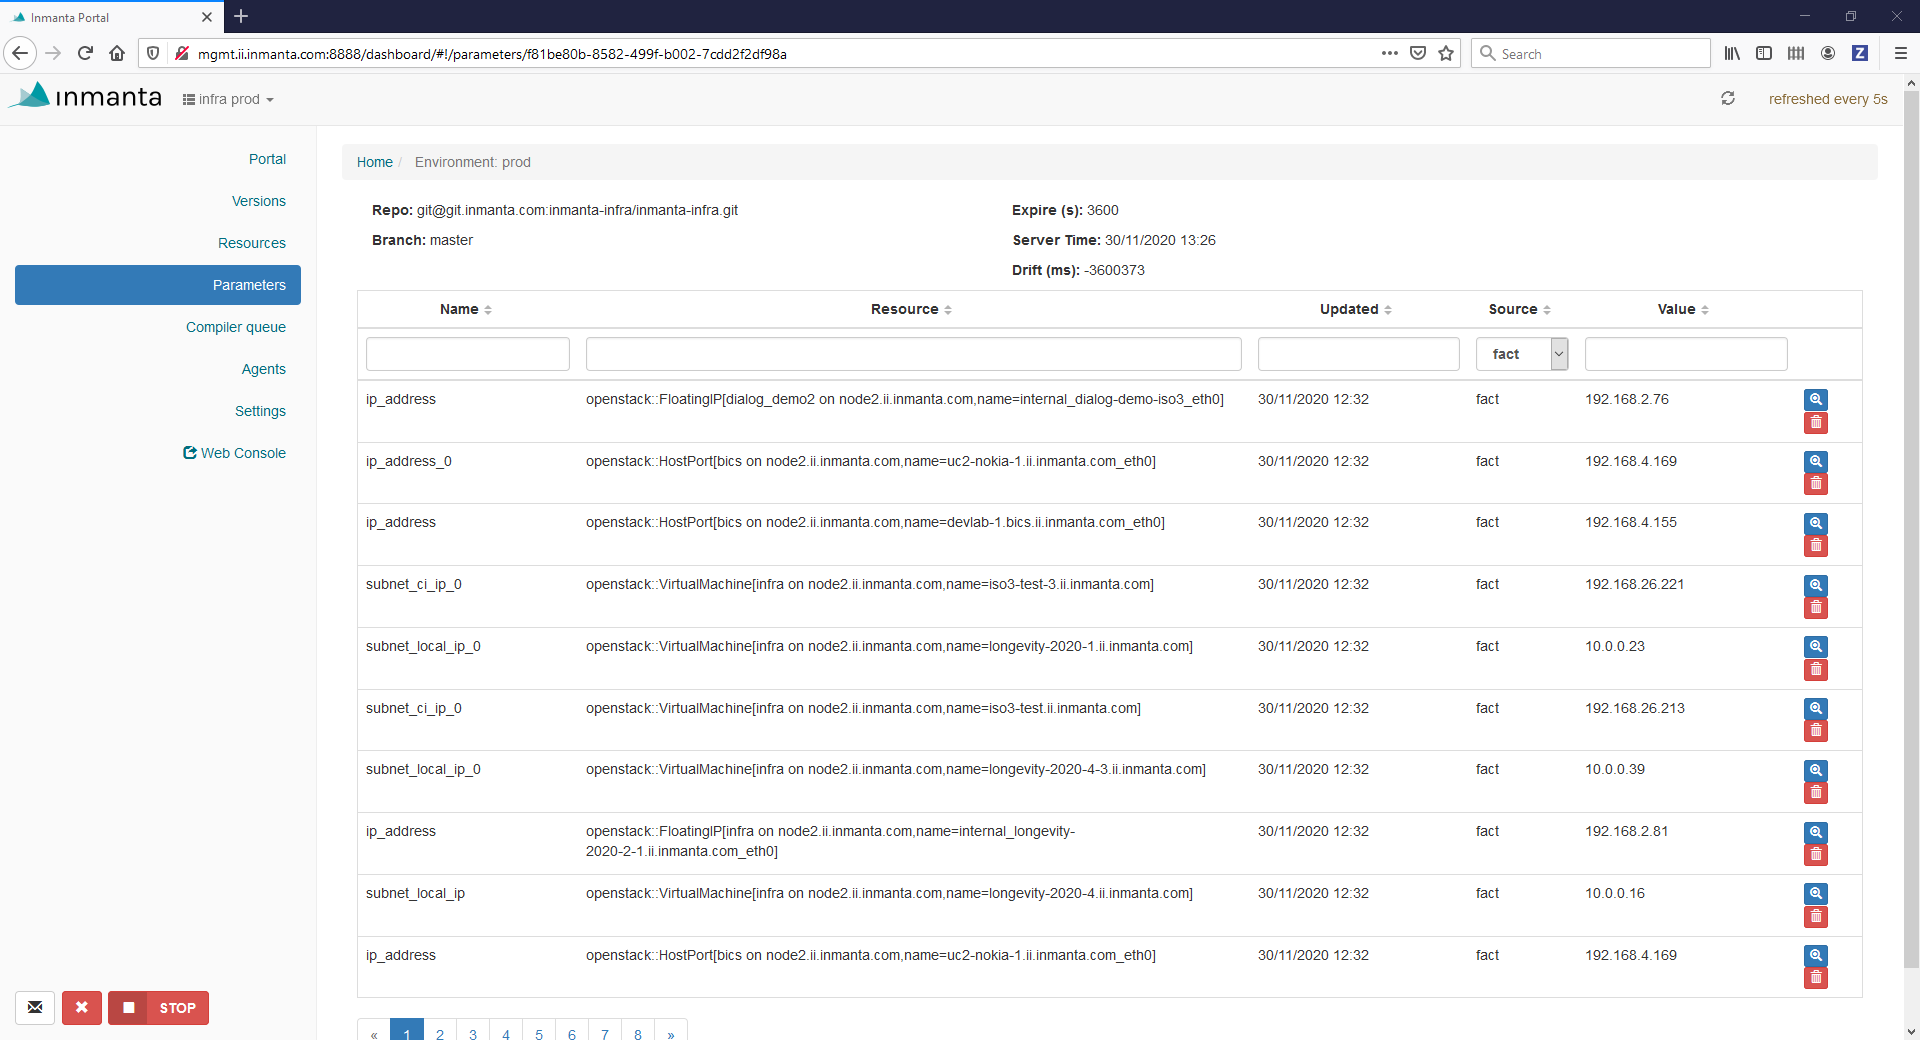 Inmanta Portal
mgmt.ii.inmanta.com:8888/dashboard/#!/parameters/f81be80b-8582-499f-b002-7cdd2f2df98a
Search
Z
inmanta
infra prod
refreshed every 5s
Portal
Versions
Resources
Parameters
Compiler queue
Agents
Settings
Web Console
STOP
Home / Environment: prod
Repo: git@git.inmanta.com:inmanta-infra/inmanta-infra.git
Branch: master
Expire (s): 3600
Server Time: 30/11/2020 13:26
Drift (ms): -3600373
Name Resource Updated Source Value
fact
ip_address openstack::FloatingIP[dialog_demo2 on node2.ii.inmanta.com,name=internal_dialog-demo-iso3_eth0] 30/11/2020 12:32 fact 192.168.2.76
ip_address_0 openstack::HostPort[bics on node2.ii.inmanta.com,name=uc2-nokia-1.ii.inmanta.com_eth0] 30/11/2020 12:32 fact 192.168.4.169
ip_address openstack::HostPort[bics on node2.ii.inmanta.com,name=devlab-1.bics.ii.inmanta.com_eth0] 30/11/2020 12:32 fact 192.168.4.155
subnet_ci_ip_0 openstack::VirtualMachine[infra on node2.ii.inmanta.com,name=iso3-test-3.ii.inmanta.com] 30/11/2020 12:32 fact 192.168.26.221
subnet_local_ip_0 openstack::VirtualMachine[infra on node2.ii.inmanta.com,name=longevity-2020-1.ii.inmanta.com] 30/11/2020 12:32 fact 10.0.0.23
subnet_ci_ip_0 openstack::VirtualMachine[infra on node2.ii.inmanta.com,name=iso3-test.ii.inmanta.com] 30/11/2020 12:32 fact 192.168.26.213
subnet_local_ip_0 openstack::VirtualMachine[infra on node2.ii.inmanta.com,name=longevity-2020-4-3.ii.inmanta.com] 30/11/2020 12:32 fact 10.0.0.39
ip_address openstack::FloatingIP[infra on node2.ii.inmanta.com,name=internal_longevity- 30/11/2020 12:32 fact 192.168.2.81
2020-2-1.ii.inmanta.com_eth0]
subnet_local_ip openstack::VirtualMachine[infra on node2.ii.inmanta.com,name=longevity-2020-4.ii.inmanta.com] 30/11/2020 12:32 fact 10.0.0.16
ip_address openstack::HostPort[bics on node2.ii.inmanta.com,name=uc2-nokia-1.ii.inmanta.com_eth0] 30/11/2020 12:32 fact 192.168.4.169
« 1 2 3 4 5 6 7 8 »